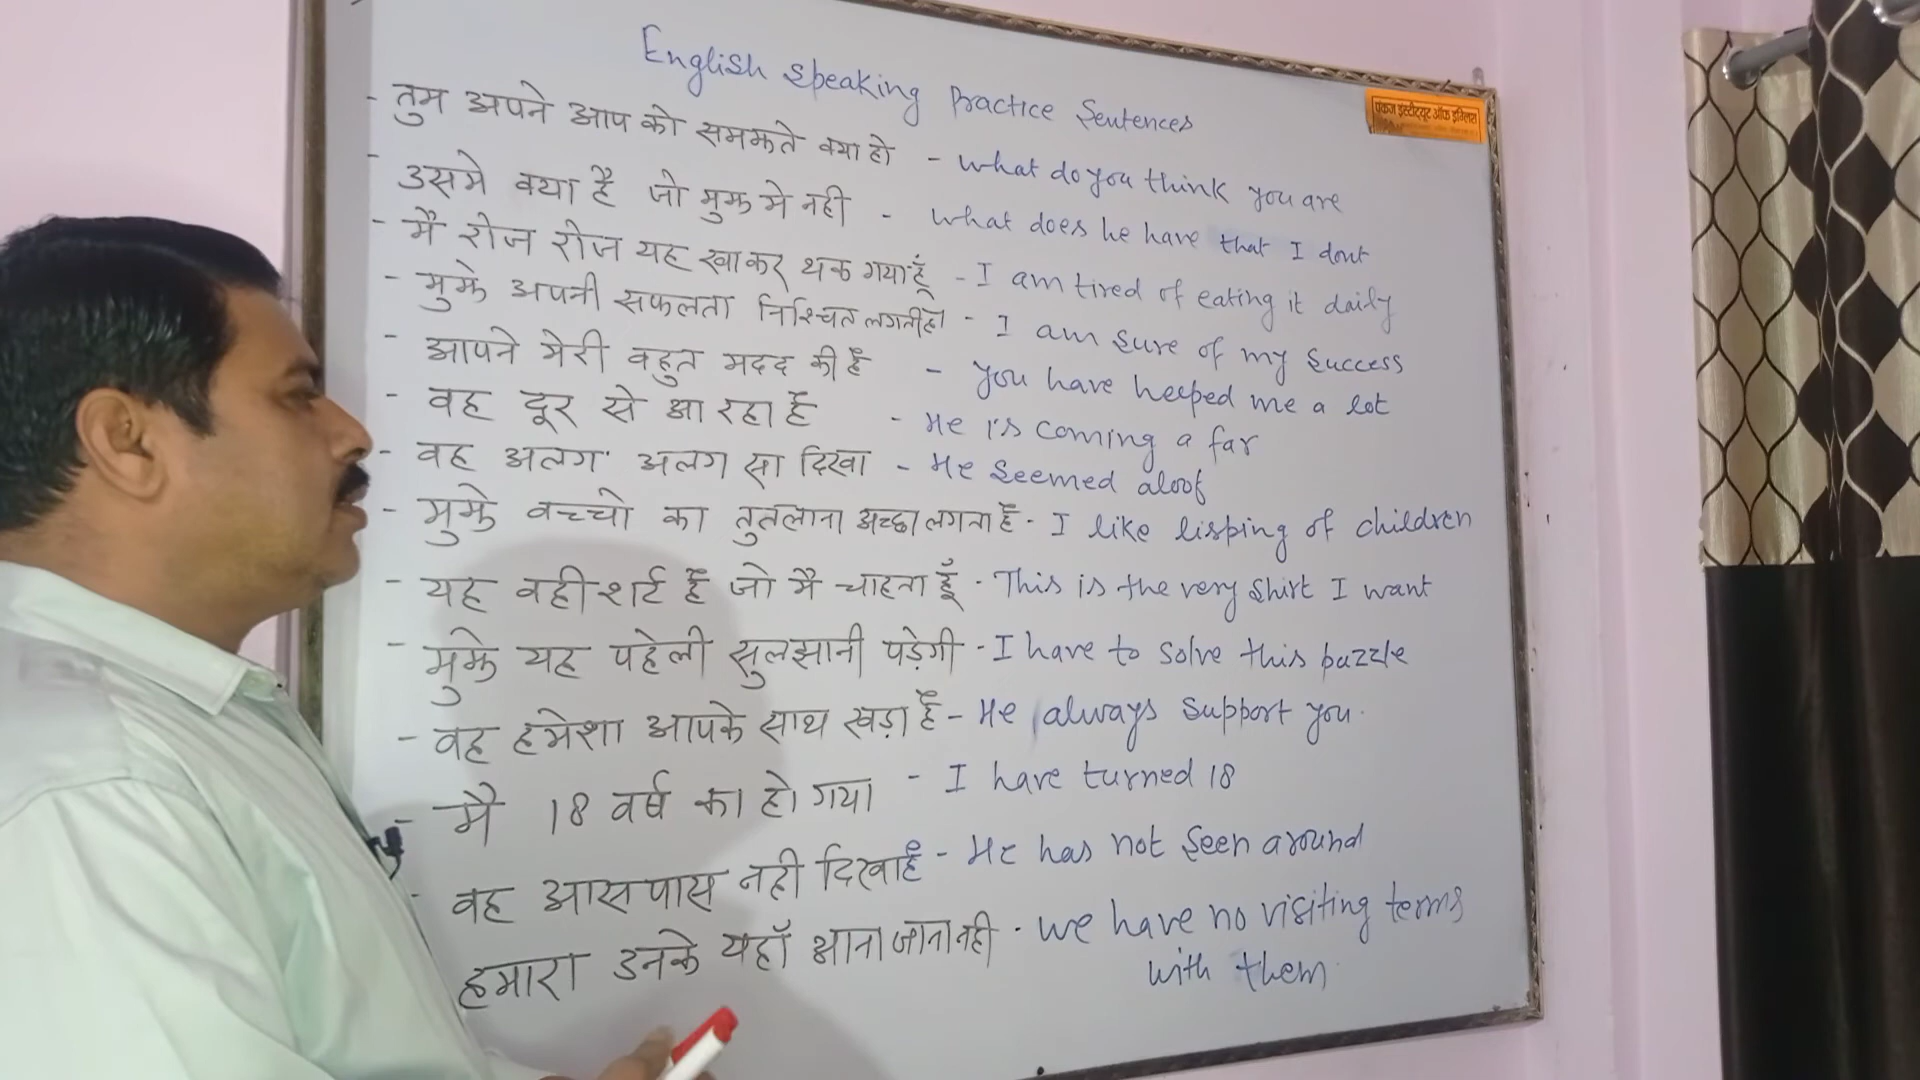 English Speaking Practice Sentences
पंकज इंस्टीट्यूट ऑफ इंग्लिश
- तुम अपने आप को समझते क्या हो - what do you think you are
- उसमे क्या है जो मुझ मे नही - what does he have that I dont
- मै रोज रोज यह खाकर थक गया हूँ - I am tired of eating it daily
- मुझे अपनी सफलता निश्चित लगती है - I am sure of my success
- आपने मेरी बहुत मदद की है - you have helped me a lot
- वह दूर से आ रहा है - He is coming a far
- वह अलग अलग सा दिखा - He seemed aloof
- मुझे बच्चो का तुतलाना अच्छा लगता है - I like lisping of children
- यह वही शर्ट है जो मै चाहता हूँ - This is the very shirt I want
- मुझे यह पहेली सुलझानी पड़ेगी - I have to solve this puzzle
- वह हमेशा आपके साथ खड़ा है - He always support you.
- मै 18 वर्ष का हो गया - I have turned 18
- वह आसपास नही दिखा है - He has not seen around
हमारा उनके यहाँ आना जाना नही - we have no visiting terms
with them